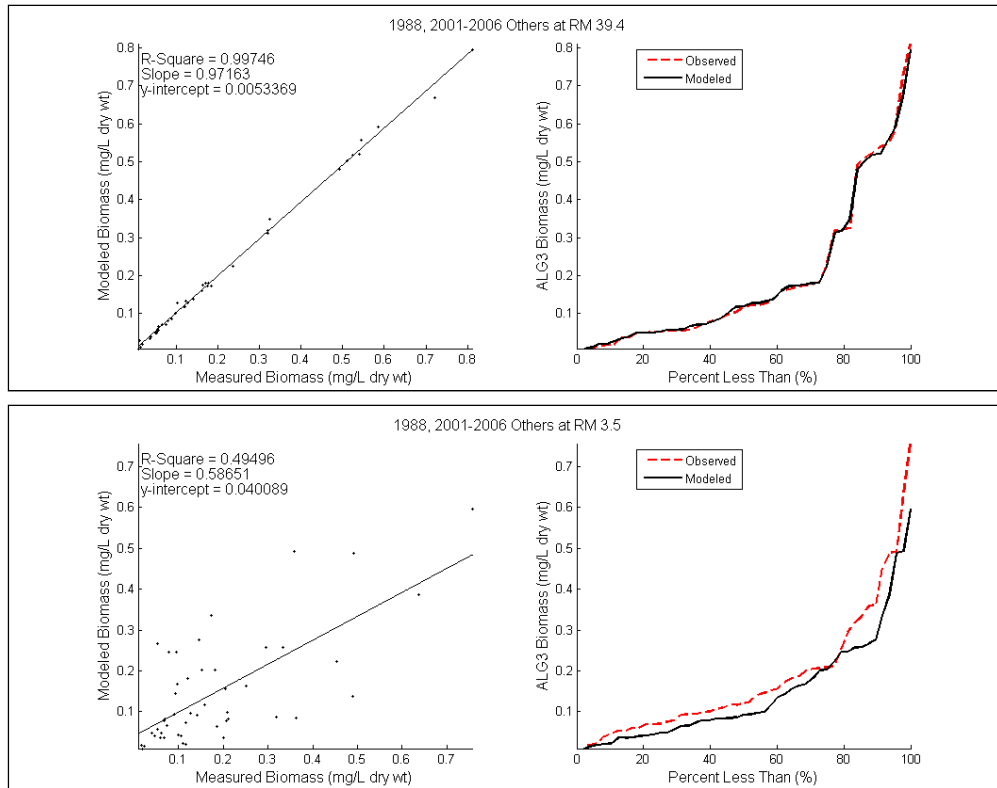 1988, 2001-2006 Others at RM 39.4
R-Square = 0.99746
Slope = 0.97163
y-intercept = 0.0053369
Modeled Biomass (mg/L dry wt)
0.8
0.7
0.6
0.5
0.4
0.3
0.2
0.1
0.1 0.2 0.3 0.4 0.5 0.6 0.7 0.8
Measured Biomass (mg/L dry wt)
Observed
Modeled
ALG3 Biomass (mg/L dry wt)
0.8
0.7
0.6
0.5
0.4
0.3
0.2
0.1
0 20 40 60 80 100
Percent Less Than (%)
1988, 2001-2006 Others at RM 3.5
R-Square = 0.49496
Slope = 0.58651
y-intercept = 0.040089
Modeled Biomass (mg/L dry wt)
0.7
0.6
0.5
0.4
0.3
0.2
0.1
0.1 0.2 0.3 0.4 0.5 0.6 0.7
Measured Biomass (mg/L dry wt)
Observed
Modeled
ALG3 Biomass (mg/L dry wt)
0.7
0.6
0.5
0.4
0.3
0.2
0.1
0 20 40 60 80 100
Percent Less Than (%)